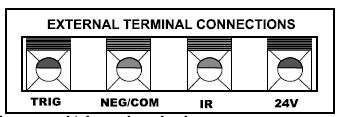 EXTERNAL TERMINAL CONNECTIONS
TRIG NEG/COM IR 24V